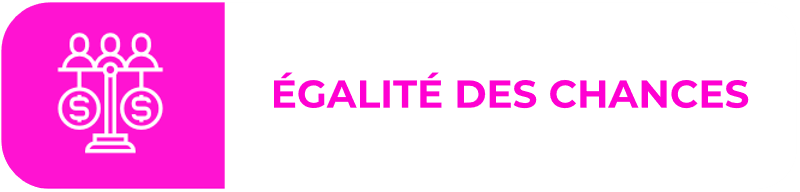 $ $
ÉGALITÉ DES CHANCES